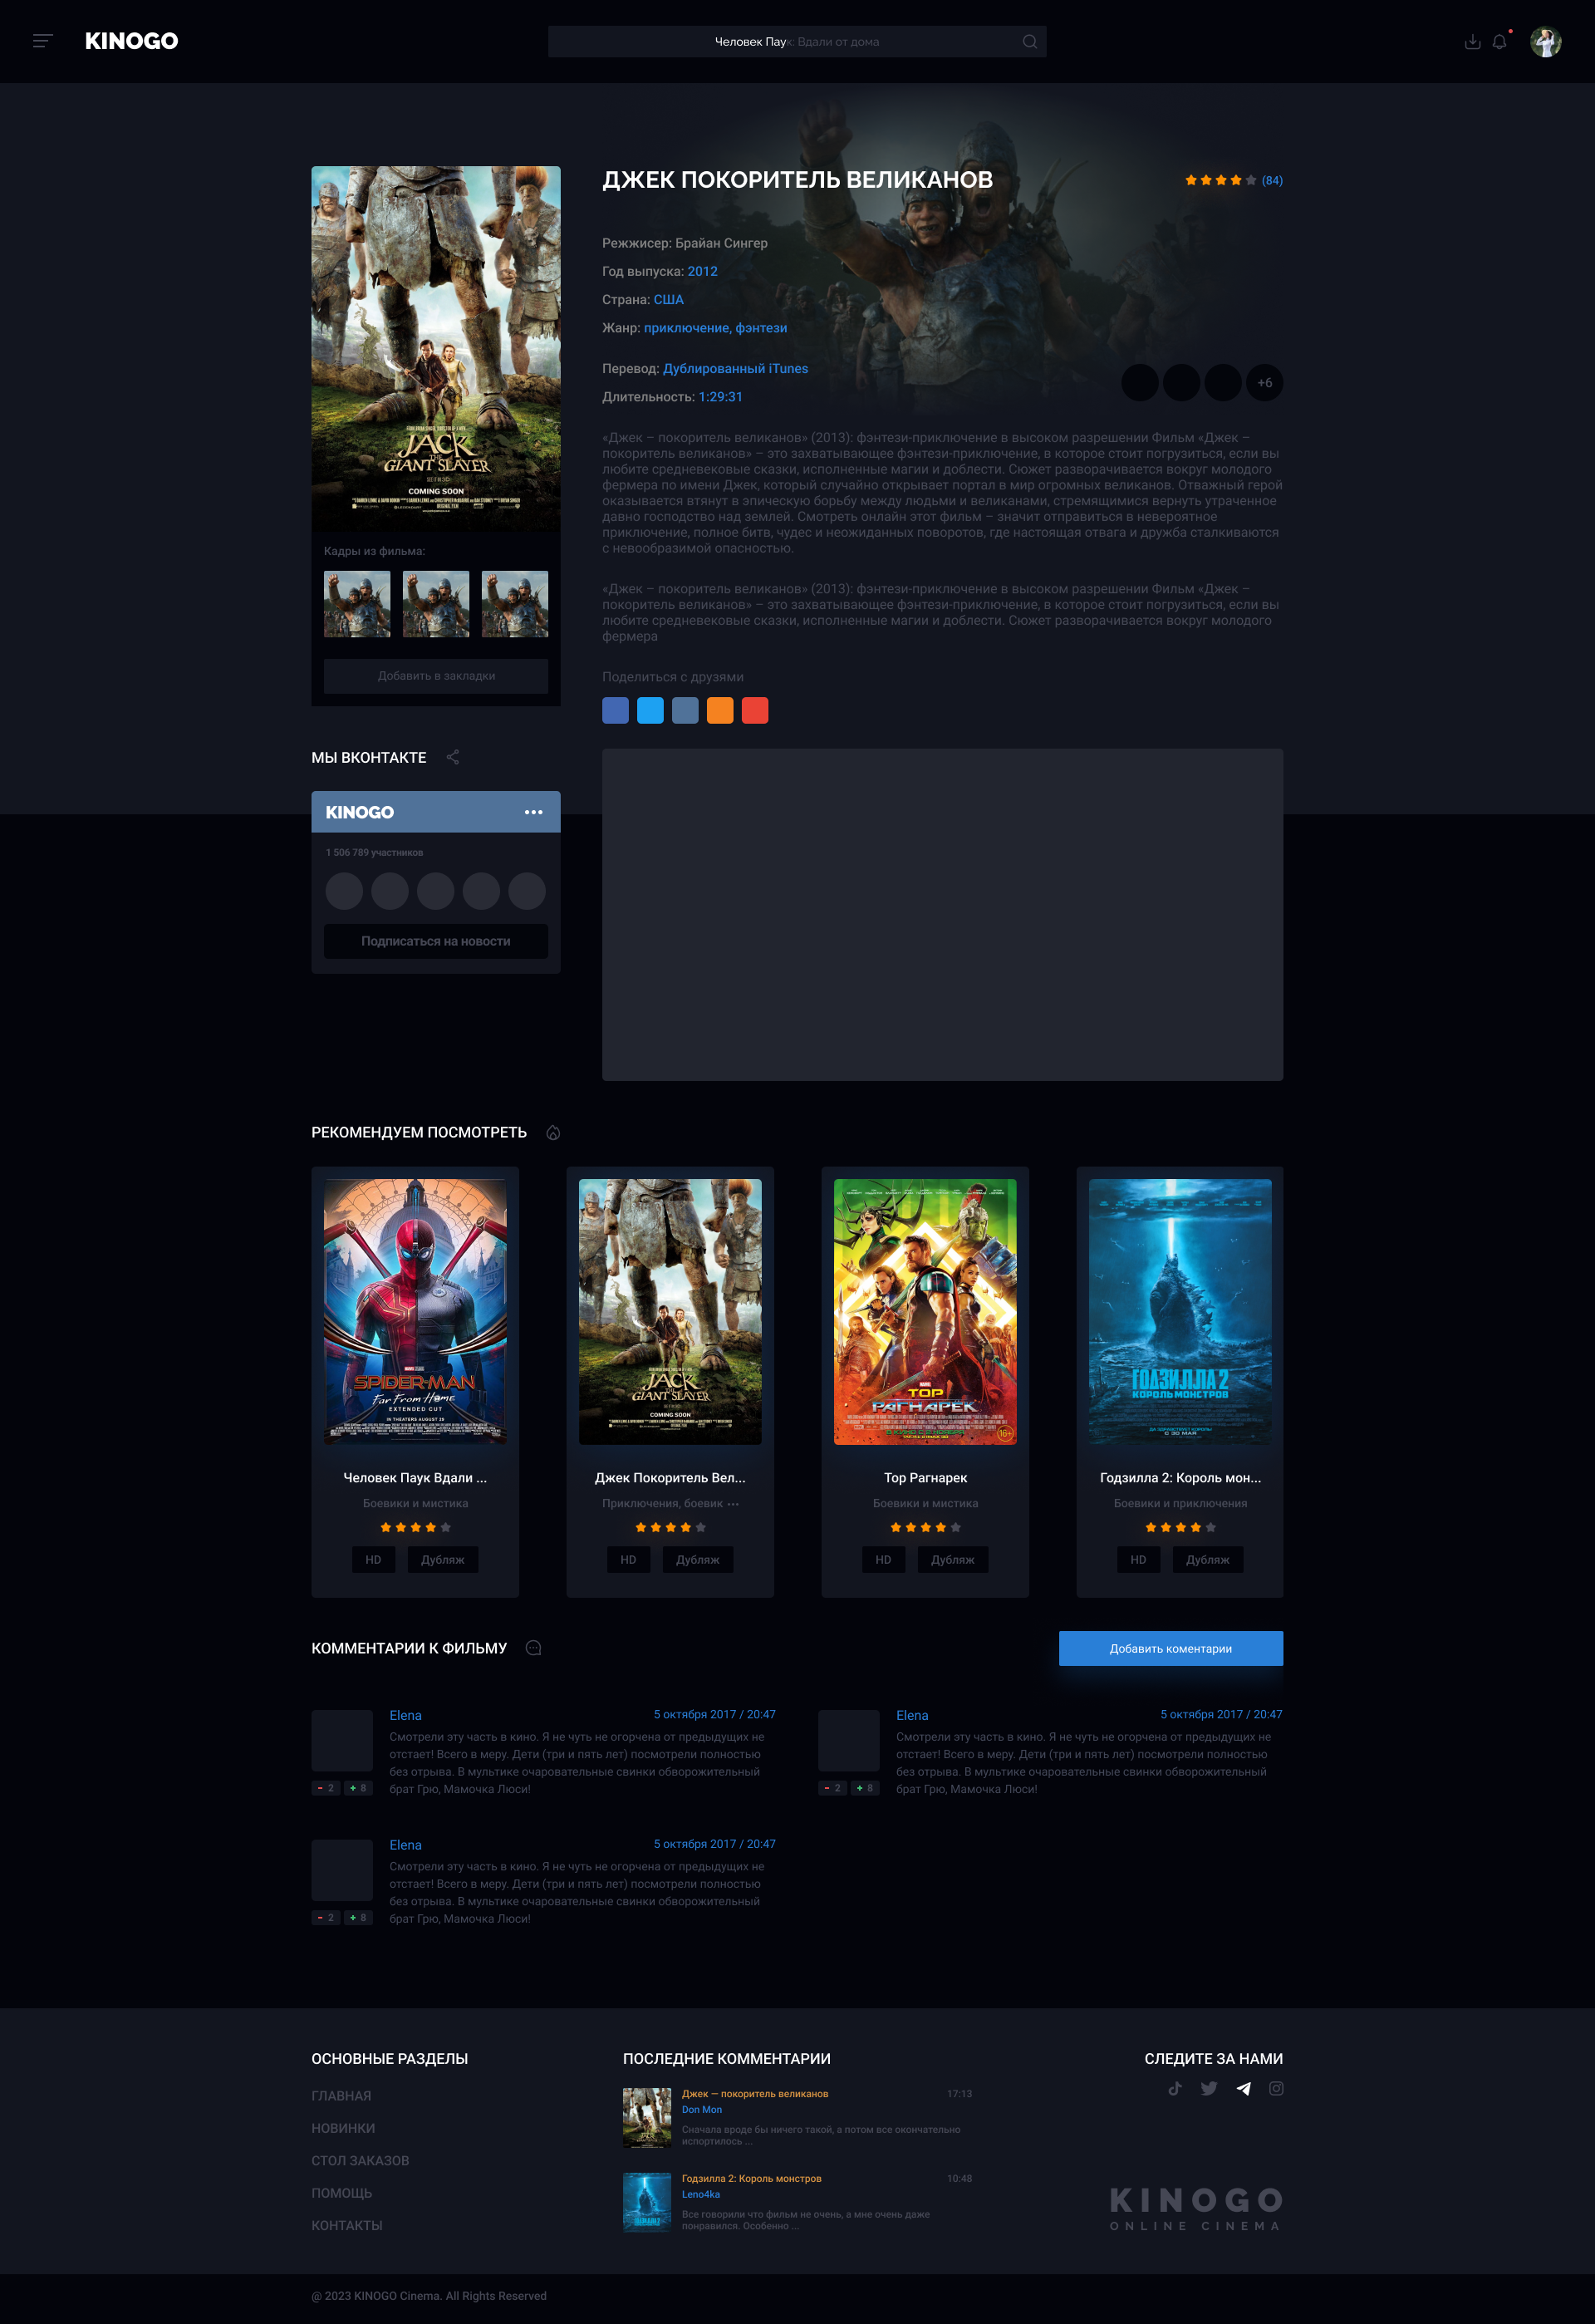 KINOGO
Человек Паук: Вдали от дома
ДЖЕК ПОКОРИТЕЛЬ ВЕЛИКАНОВ
(84)
Режжисер: Брайан Сингер
Год выпуска: 2012
Страна: США
Жанр: приключение, фэнтези
Перевод: Дублированный iTunes
Длительность: 1:29:31
+6
JACK
THE
GIANT SLAYER
COMING SOON
«Джек – покоритель великанов» (2013): фэнтези-приключение в высоком разрешении Фильм «Джек –
покоритель великанов» – это захватывающее фэнтези-приключение, в которое стоит погрузиться, если вы
любите средневековые сказки, исполненные магии и доблести. Сюжет разворачивается вокруг молодого
фермера по имени Джек, который случайно открывает портал в мир огромных великанов. Отважный герой
оказывается втянут в эпическую борьбу между людьми и великанами, стремящимися вернуть утраченное
давно господство над землей. Смотреть онлайн этот фильм – значит отправиться в невероятное
приключение, полное битв, чудес и неожиданных поворотов, где настоящая отвага и дружба сталкиваются
с невообразимой опасностью.
«Джек – покоритель великанов» (2013): фэнтези-приключение в высоком разрешении Фильм «Джек –
покоритель великанов» – это захватывающее фэнтези-приключение, в которое стоит погрузиться, если вы
любите средневековые сказки, исполненные магии и доблести. Сюжет разворачивается вокруг молодого
фермера
Кадры из фильма:
Добавить в закладки
Поделиться с друзями
МЫ ВКОНТАКТЕ
KINOGO
1 506 789 участников
Подписаться на новости
РЕКОМЕНДУЕМ ПОСМОТРЕТЬ
SPIDER-MAN
Far From Home
EXTENDED CUT
IN THEATERS AUGUST 29
Человек Паук Вдали ...
Боевики и мистика
HD Дубляж
JACK
THE
GIANT SLAYER
COMING SOON
Джек Покоритель Вел...
Приключения, боевик •••
HD Дубляж
MARVEL
ТОР
РАГНАРЕК
16+
Тор Рагнарек
Боевики и мистика
HD Дубляж
ГОДЗИЛЛА 2
КОРОЛЬ МОНСТРОВ
С 30 МАЯ
Годзилла 2: Король мон...
Боевики и приключения
HD Дубляж
КОММЕНТАРИИ К ФИЛЬМУ
Добавить коментарии
Elena 5 октября 2017 / 20:47
Смотрели эту часть в кино. Я не чуть не огорчена от предыдущих не
отстает! Всего в меру. Дети (три и пять лет) посмотрели полностью
без отрыва. В мультике очаровательные свинки обворожительный
брат Грю, Мамочка Люси!
- 2 + 8
Elena 5 октября 2017 / 20:47
Смотрели эту часть в кино. Я не чуть не огорчена от предыдущих не
отстает! Всего в меру. Дети (три и пять лет) посмотрели полностью
без отрыва. В мультике очаровательные свинки обворожительный
брат Грю, Мамочка Люси!
- 2 + 8
Elena 5 октября 2017 / 20:47
Смотрели эту часть в кино. Я не чуть не огорчена от предыдущих не
отстает! Всего в меру. Дети (три и пять лет) посмотрели полностью
без отрыва. В мультике очаровательные свинки обворожительный
брат Грю, Мамочка Люси!
- 2 + 8
ОСНОВНЫЕ РАЗДЕЛЫ
ГЛАВНАЯ
НОВИНКИ
СТОЛ ЗАКАЗОВ
ПОМОЩЬ
КОНТАКТЫ
ПОСЛЕДНИЕ КОММЕНТАРИИ
Джек — покоритель великанов 17:13
Don Mon
Сначала вроде бы ничего такой, а потом все окончательно
испортилось ...
Годзилла 2: Король монстров 10:48
Leno4ka
Все говорили что фильм не очень, а мне очень даже
понравился. Особенно ...
СЛЕДИТЕ ЗА НАМИ
KINOGO
ONLINE CINEMA
@ 2023 KINOGO Cinema. All Rights Reserved